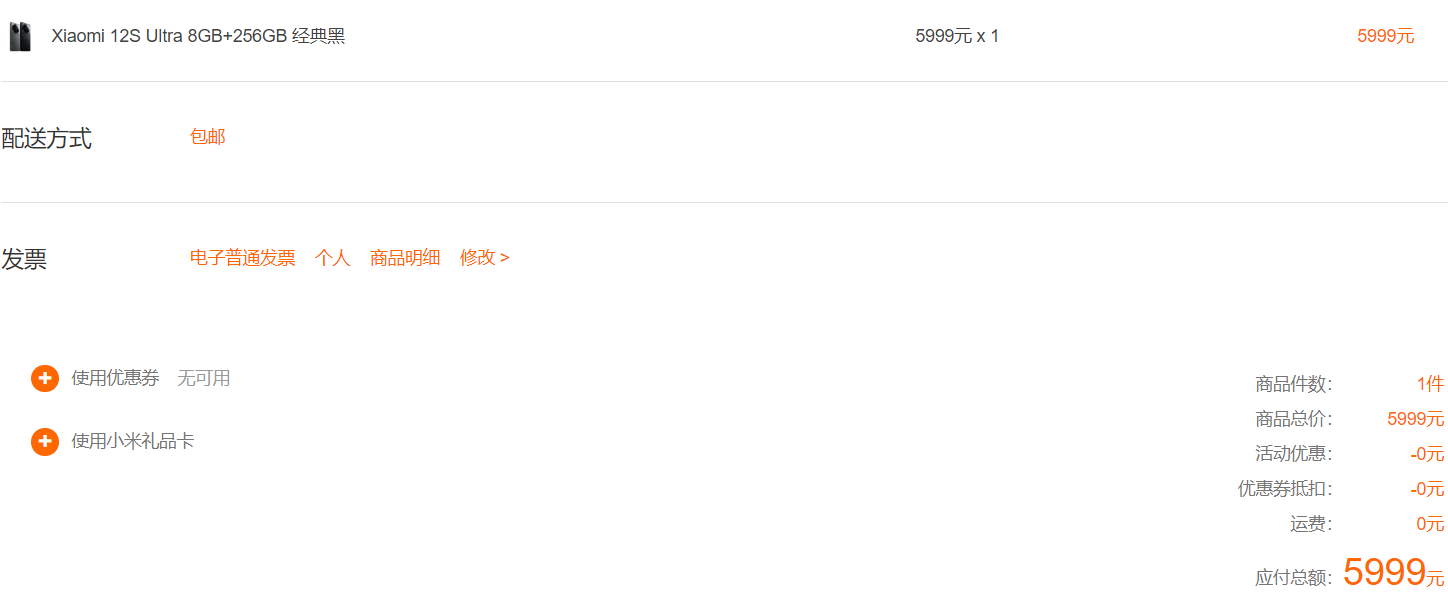 Xiaomi 12S Ultra 8GB+256GB 经典黑 5999元 x 1 5999元
配送方式 包邮
发票 电子普通发票 个人 商品明细 修改 >
使用优惠券 无可用
使用小米礼品卡
商品件数： 1件
商品总价： 5999元
活动优惠： -0元
优惠券抵扣： -0元
运费： 0元
应付总额： 5999元